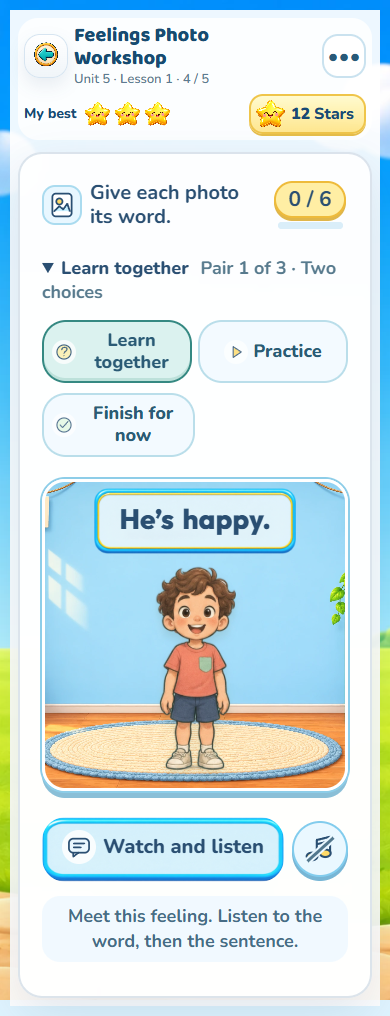 Feelings Photo
Workshop
Unit 5 · Lesson 1 · 4 / 5
My best
12 Stars
Give each photo
its word.
0 / 6
▼ Learn together Pair 1 of 3 · Two
choices
Learn
together
Practice
Finish for
now
He's happy.
Watch and listen
Meet this feeling. Listen to the
word, then the sentence.